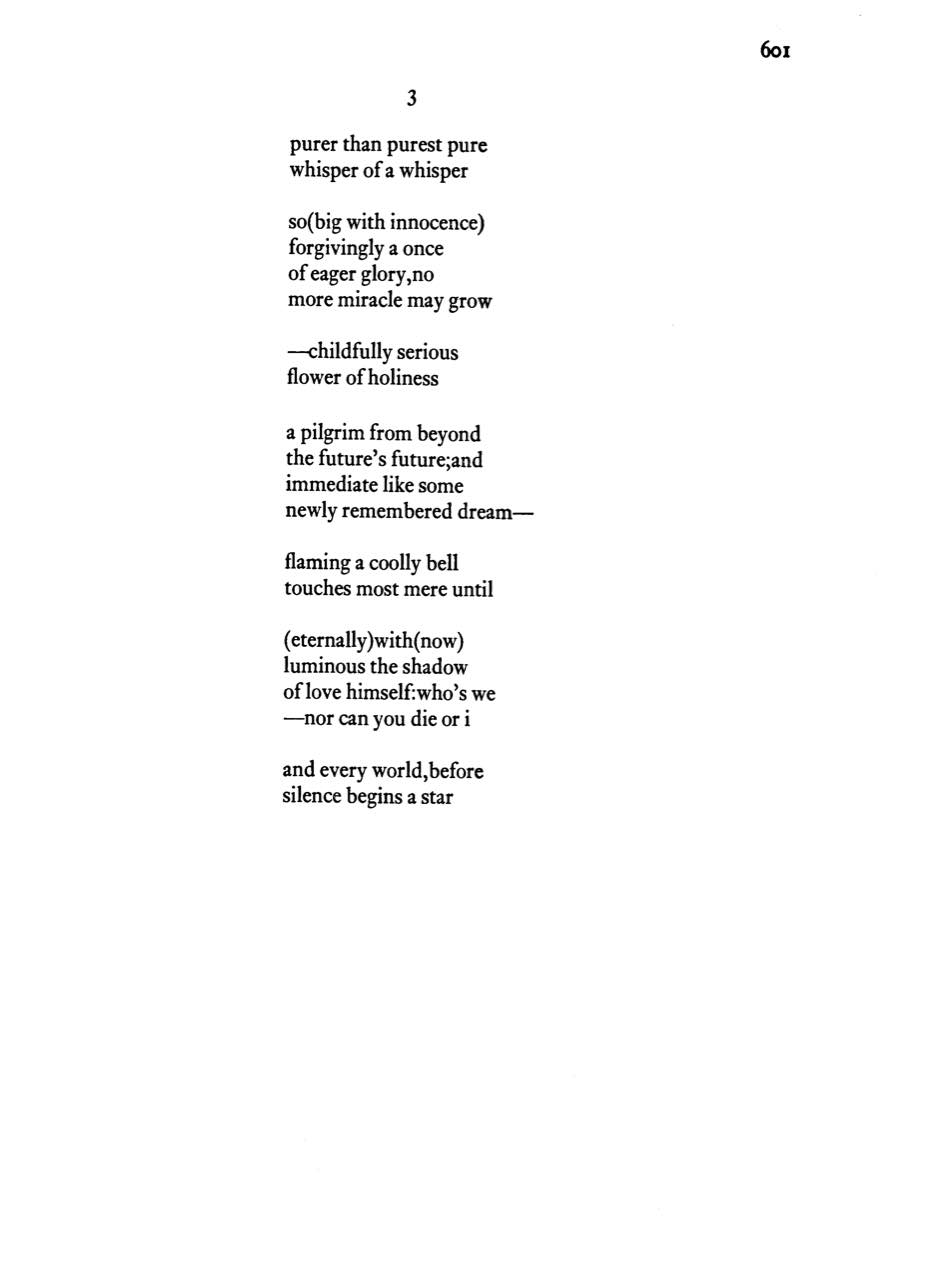 601
3
purer than purest pure
whisper of a whisper
so(big with innocence)
forgivingly a once
of eager glory,no
more miracle may grow
—childfully serious
flower of holiness
a pilgrim from beyond
the future's future;and
immediate like some
newly remembered dream—
flaming a coolly bell
touches most mere until
(eternally)with(now)
luminous the shadow
of love himself:who's we
—nor can you die or i
and every world,before
silence begins a star